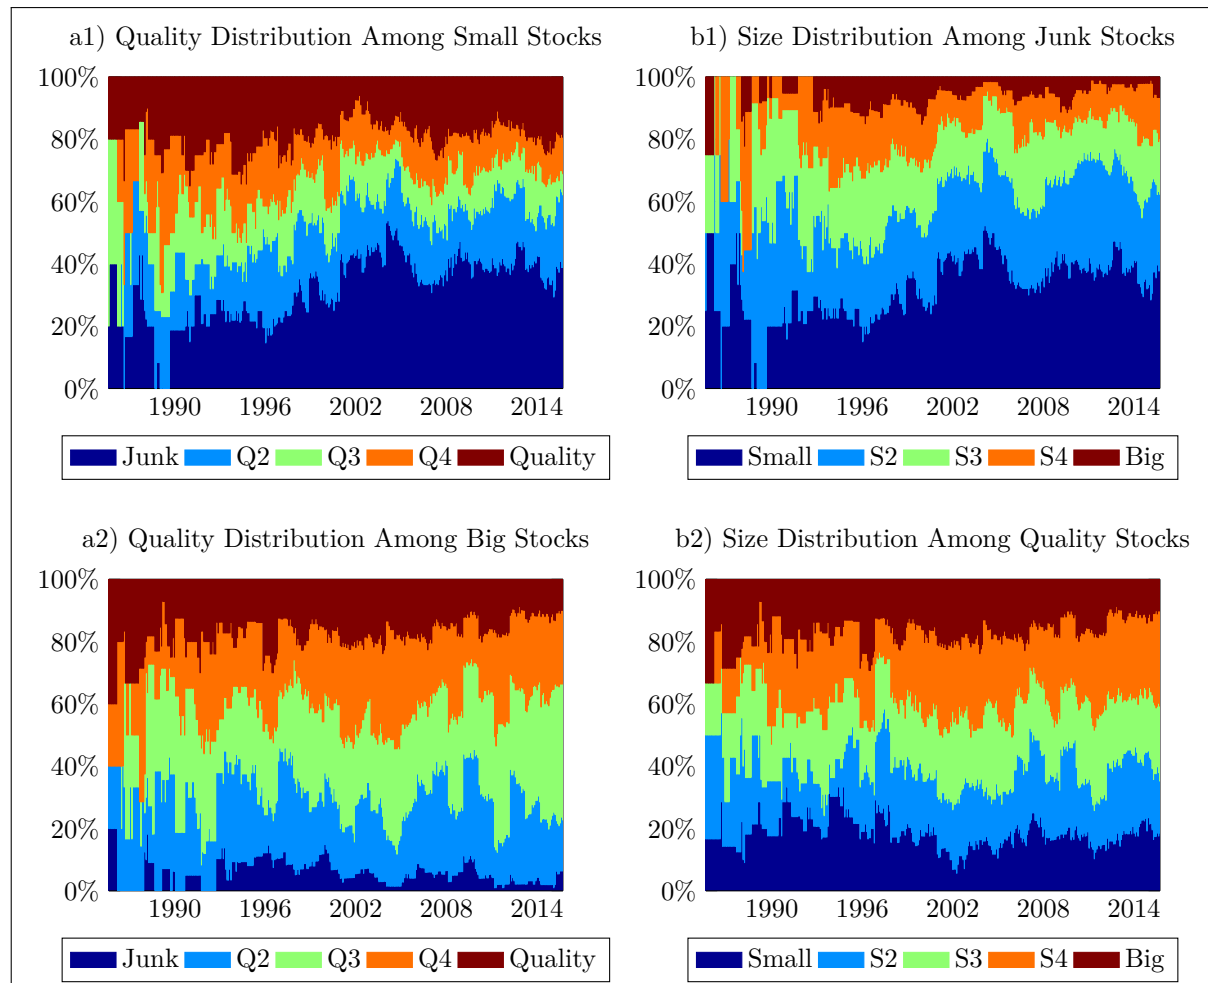 a1) Quality Distribution Among Small Stocks
100%
80%
60%
40%
20%
0%
1990 1996 2002 2008 2014
Junk Q2 Q3 Q4 Quality
b1) Size Distribution Among Junk Stocks
100%
80%
60%
40%
20%
0%
1990 1996 2002 2008 2014
Small S2 S3 S4 Big
a2) Quality Distribution Among Big Stocks
100%
80%
60%
40%
20%
0%
1990 1996 2002 2008 2014
Junk Q2 Q3 Q4 Quality
b2) Size Distribution Among Quality Stocks
100%
80%
60%
40%
20%
0%
1990 1996 2002 2008 2014
Small S2 S3 S4 Big